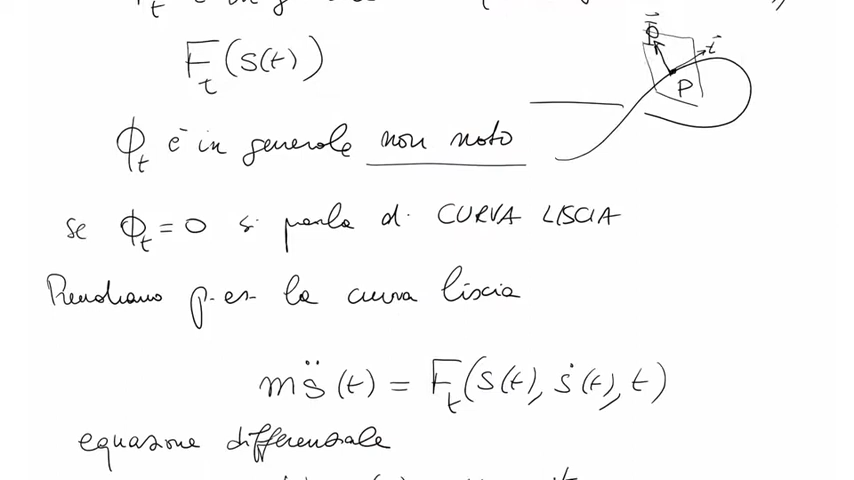 F_t (s(t))
Φ⃗ t⃗ P
ϕ_t è in generale non noto
se ϕ_t = 0 si parla di CURVA LISCIA
Prendiamo p. es. la curva liscia
m s̈ (t) = F_t (s(t), ṡ(t), t)
equazione differenziale